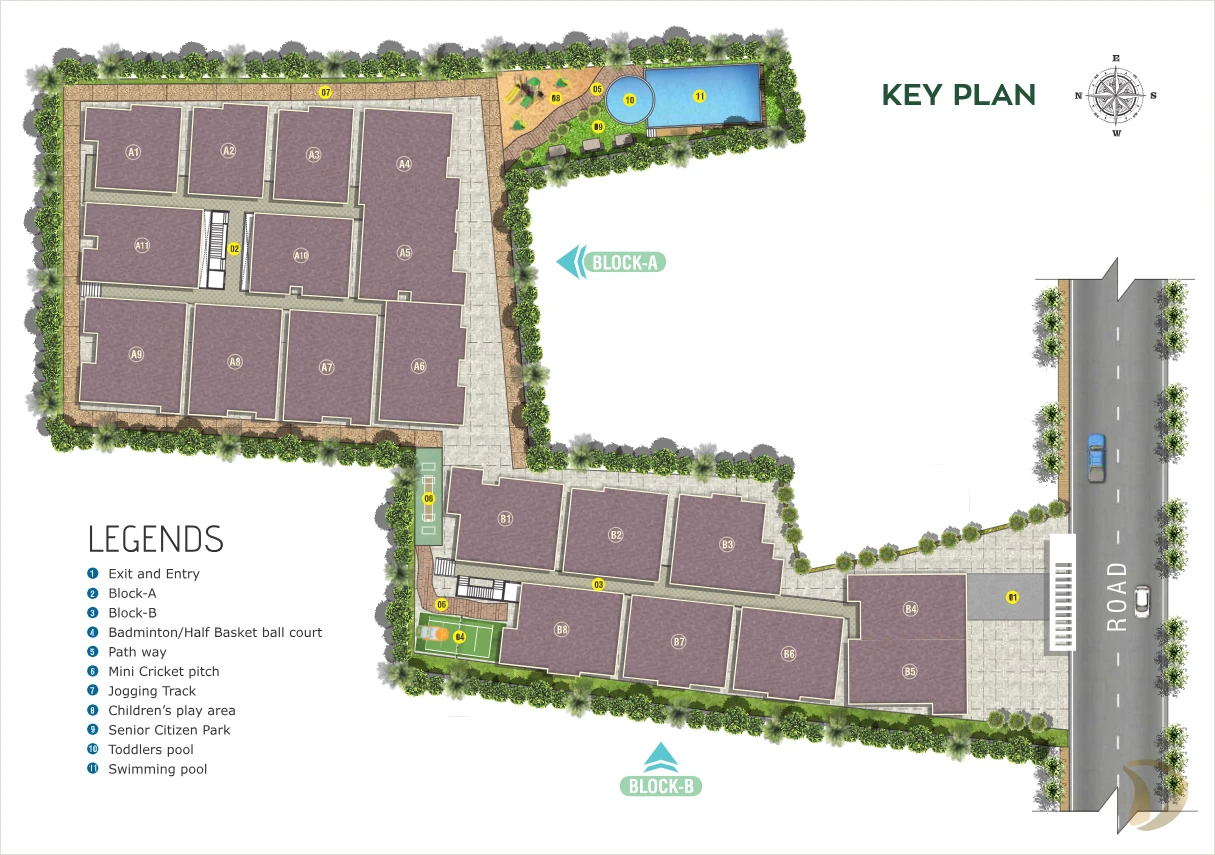 KEY PLAN
E
N
S
W
07
08
05
10
11
09
A1
A2
A3
A4
A11
02
A10
A5
BLOCK-A
A9
A8
A7
A6
06
B1
B2
B3
03
06
04
B8
B7
B6
B4
B5
01
ROAD
BLOCK-B
LEGENDS
1 Exit and Entry
2 Block-A
3 Block-B
4 Badminton/Half Basket ball court
5 Path way
6 Mini Cricket pitch
7 Jogging Track
8 Children’s play area
9 Senior Citizen Park
10 Toddlers pool
11 Swimming pool